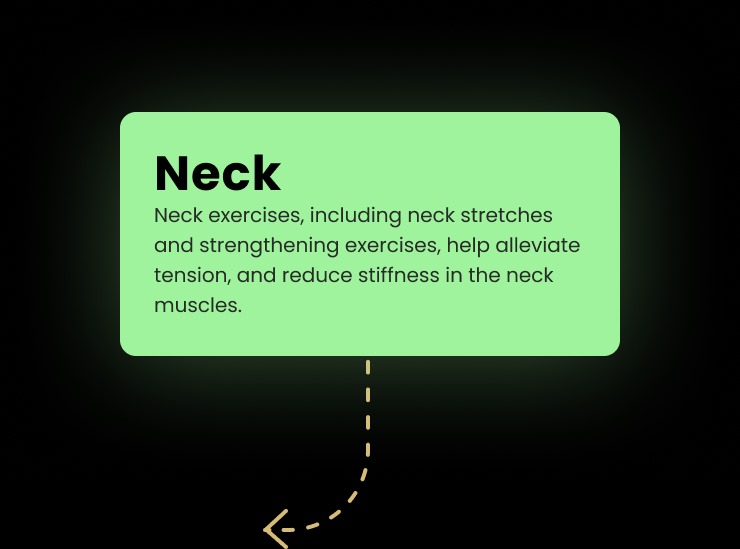 Neck
Neck exercises, including neck stretches
and strengthening exercises, help alleviate
tension, and reduce stiffness in the neck
muscles.